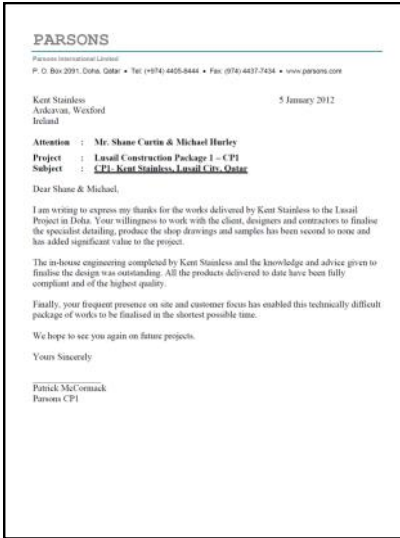 PARSONS
Parsons International Limited
P. O. Box 2091, Doha, Qatar • Tel: (+974) 4405-8444 • Fax: (974) 4437-7434 • www.parsons.com
Kent Stainless 5 January 2012
Ardcavan, Wexford
Ireland
Attention : Mr. Shane Curtin & Michael Hurley
Project : Lusail Construction Package 1 – CP1
Subject : CP1- Kent Stainless, Lusail City, Qatar
Dear Shane & Michael,
I am writing to express my thanks for the works delivered by Kent Stainless to the Lusail
Project in Doha. Your willingness to work with the client, designers and contractors to finalise
the specialist detailing, produce the shop drawings and samples has been second to none and
has added significant value to the project.
The in-house engineering completed by Kent Stainless and the knowledge and advice given to
finalise the design was outstanding. All the products delivered to date have been fully
compliant and of the highest quality.
Finally, your frequent presence on site and customer focus has enabled this technically difficult
package of works to be finalised in the shortest possible time.
We hope to see you again on future projects.
Yours Sincerely
Patrick McCormack
Parsons CP1